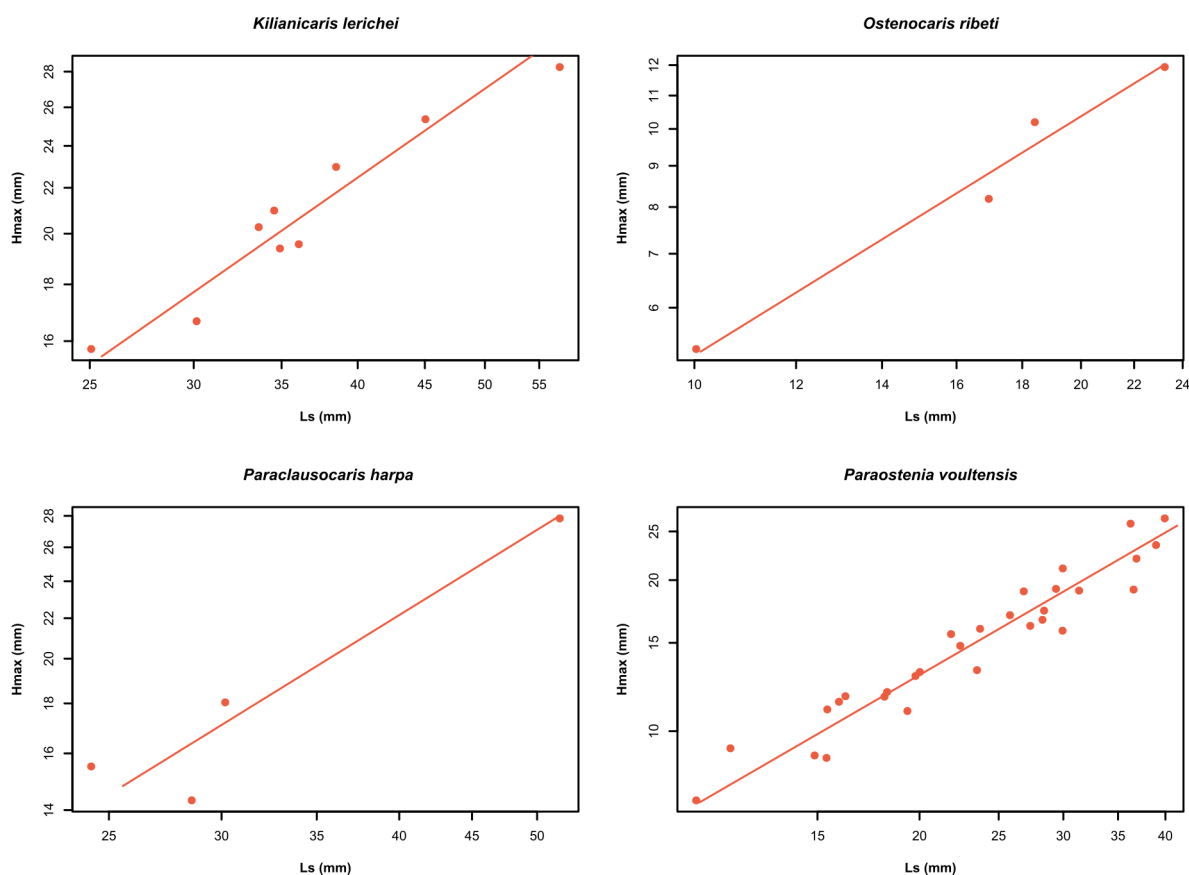 Kilianicaris lerichei
Hmax (mm)
28
26
24
22
20
18
16
25 30 35 40 45 50 55
Ls (mm)
Ostenocaris ribeti
Hmax (mm)
12
11
10
9
8
7
6
10 12 14 16 18 20 22 24
Ls (mm)
Paraclausocaris harpa
Hmax (mm)
28
26
24
22
20
18
16
14
25 30 35 40 45 50
Ls (mm)
Paraostenia voultensis
Hmax (mm)
25
20
15
10
15 20 25 30 35 40
Ls (mm)